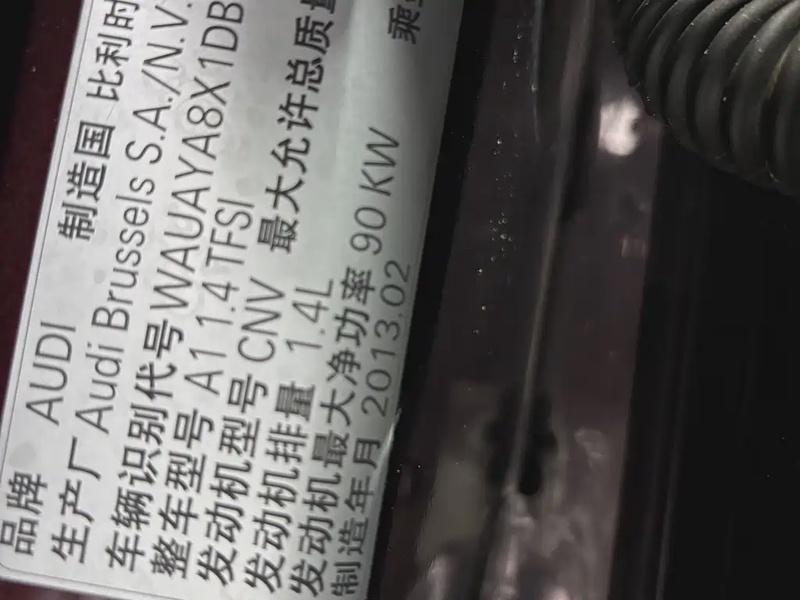 品牌 AUDI 制造国 比利时
生产厂 Audi Brussels S.A./N.V.
车辆识别代号 WAUAYA8X1DB
整车型号 A1 1.4 TFSI
发动机型号 CNV 最大允许总质量
发动机排量 1.4L
发动机最大净功率 90 KW 乘
制造年月 2013.02